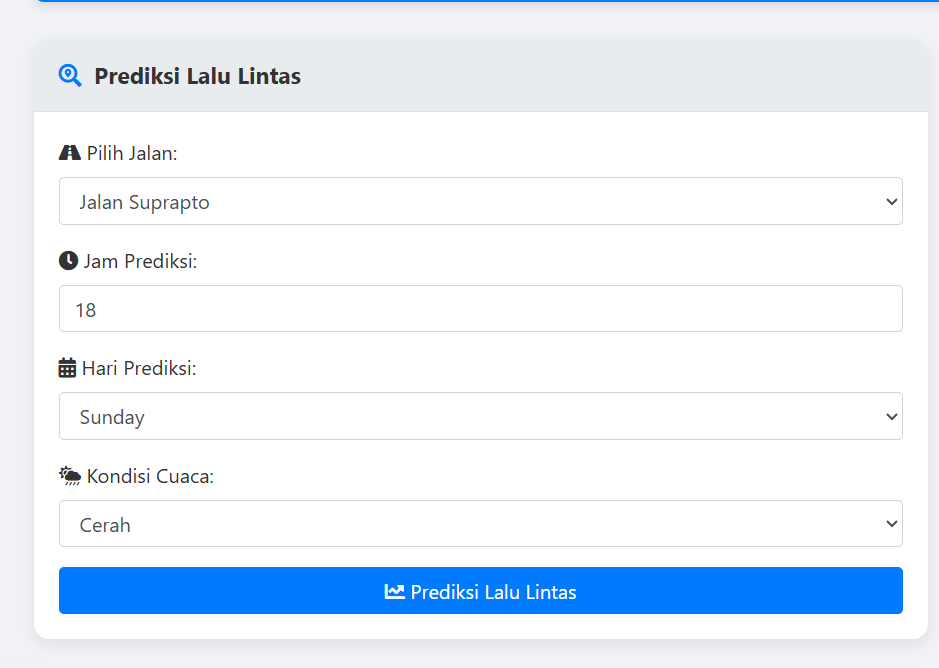 Prediksi Lalu Lintas
Pilih Jalan:
Jalan Suprapto
Jam Prediksi:
18
Hari Prediksi:
Sunday
Kondisi Cuaca:
Cerah
Prediksi Lalu Lintas